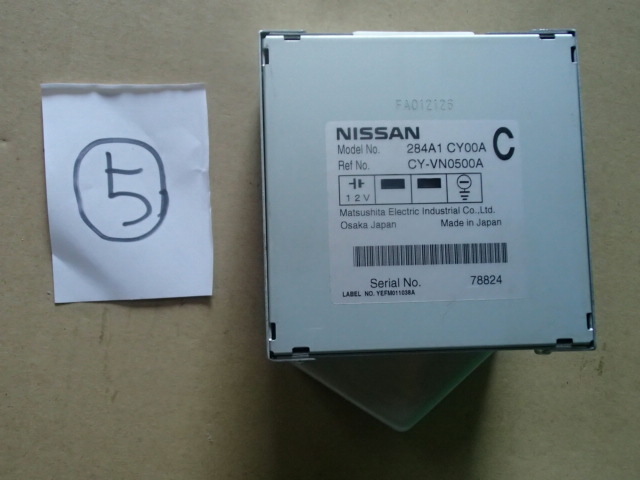 5
FA012125
NISSAN
Model No. 284A1 CY00A C
Ref No. CY-VN0500A
12V
Matsushita Electric Industrial Co.,Ltd.
Osaka Japan Made in Japan
Serial No. 78824
LABEL NO. YEFM011038A